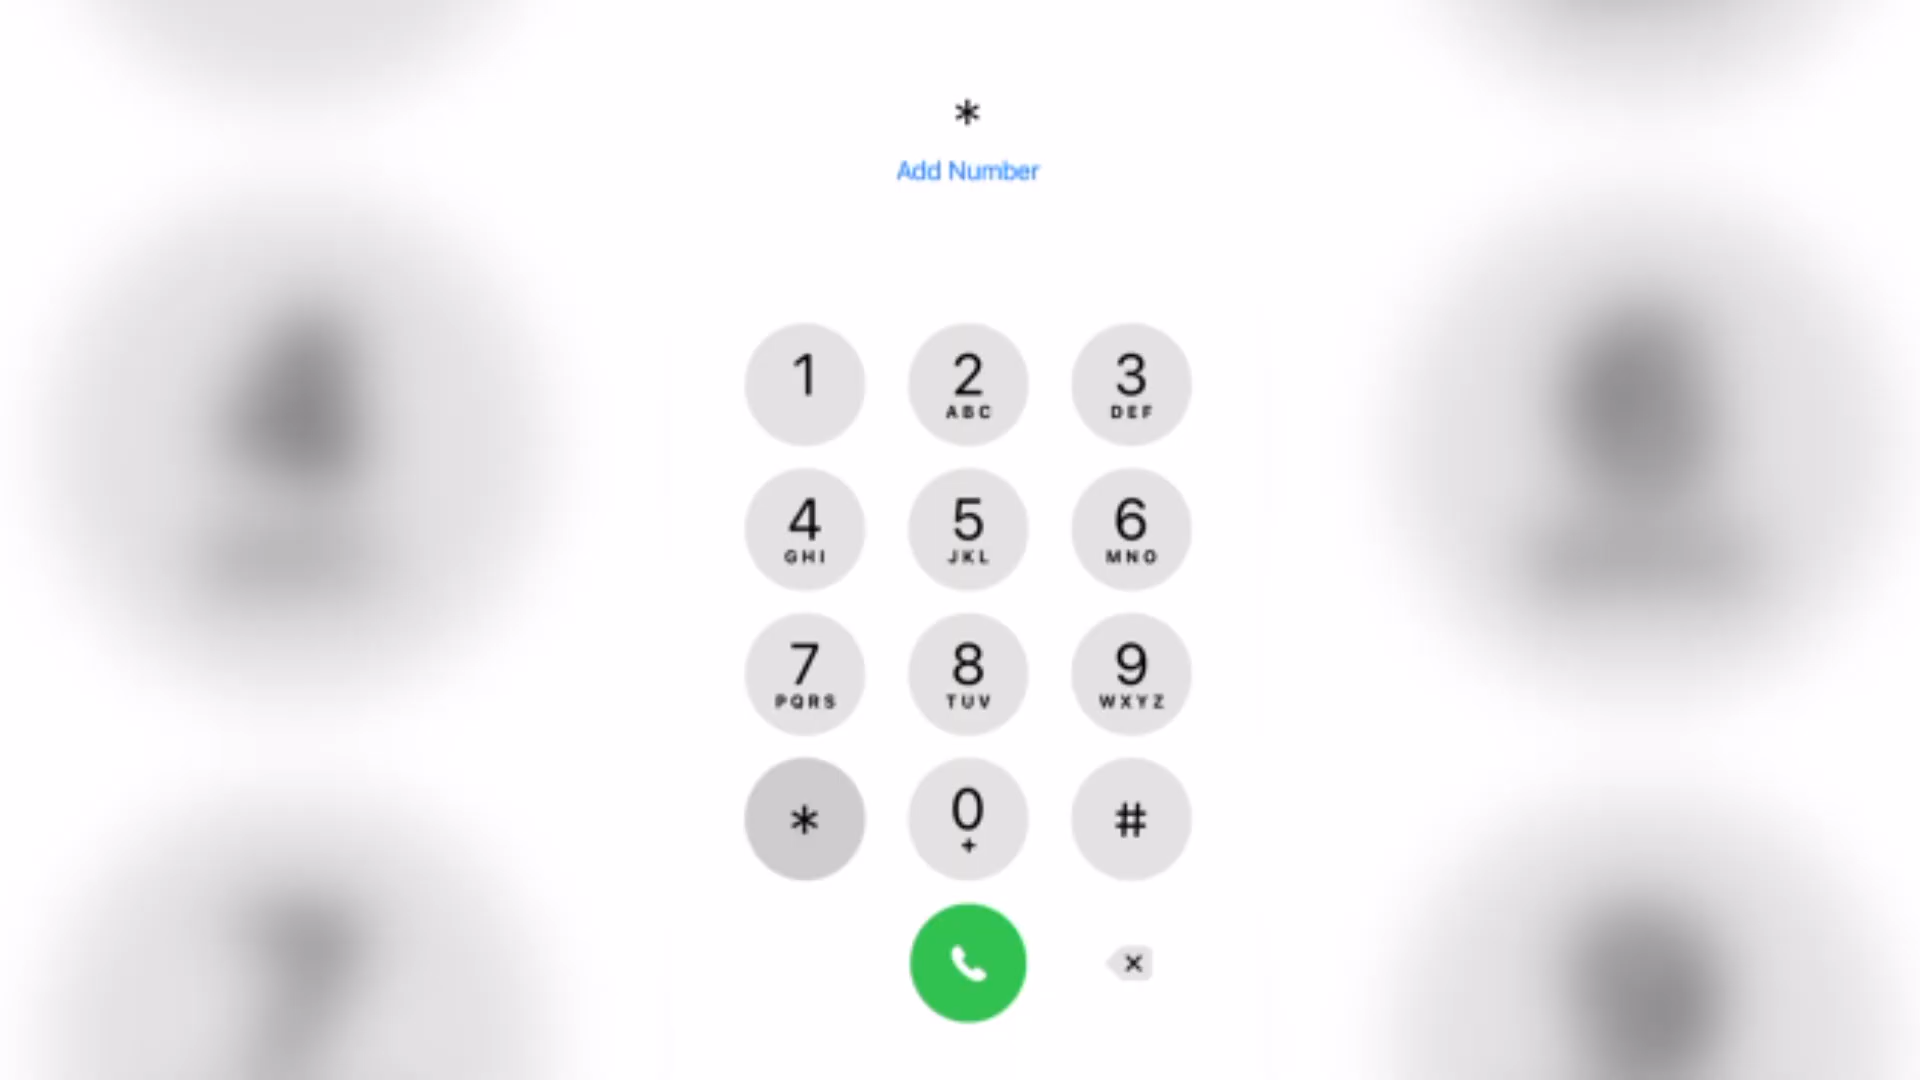 *
Add Number
1 2 3
ABC DEF
4 5 6
GHI JKL MNO
7 8 9
PQRS TUV WXYZ
* 0 #
+